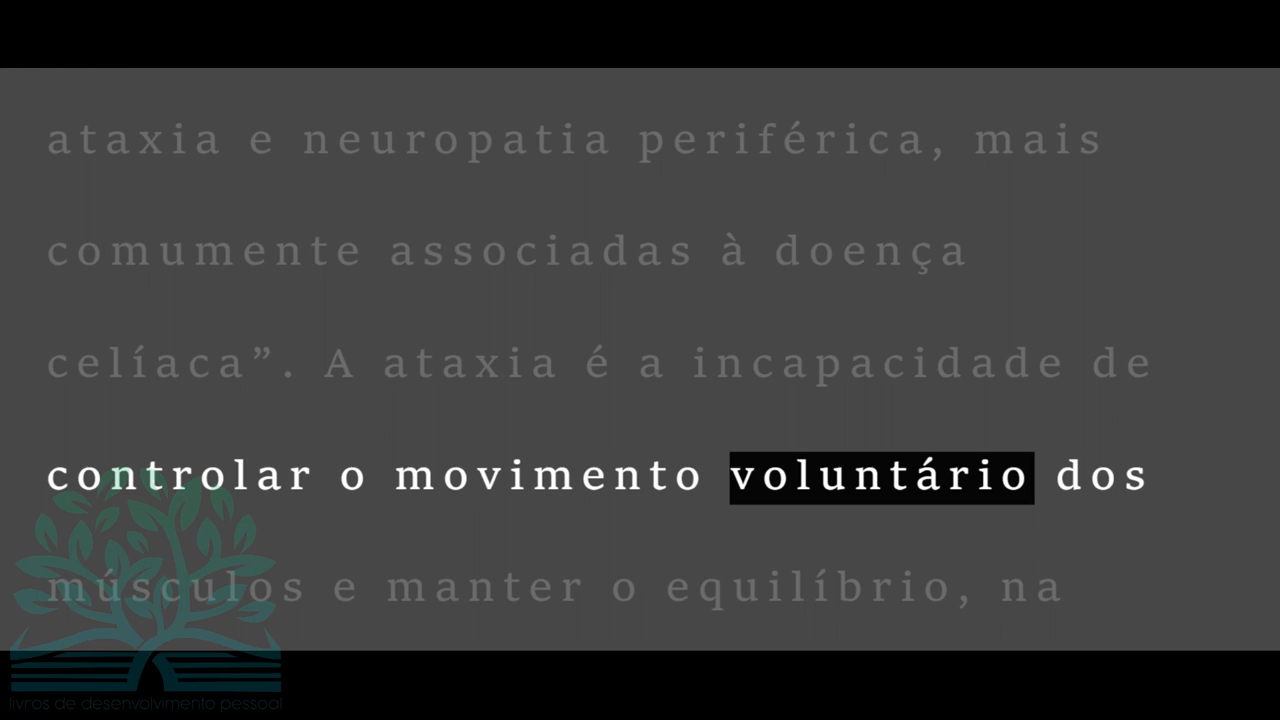 ataxia e neuropatia periférica, mais
comumente associadas à doença
celíaca”. A ataxia é a incapacidade de
controlar o movimento voluntário dos
músculos e manter o equilíbrio, na
livros de desenvolvimento pessoal